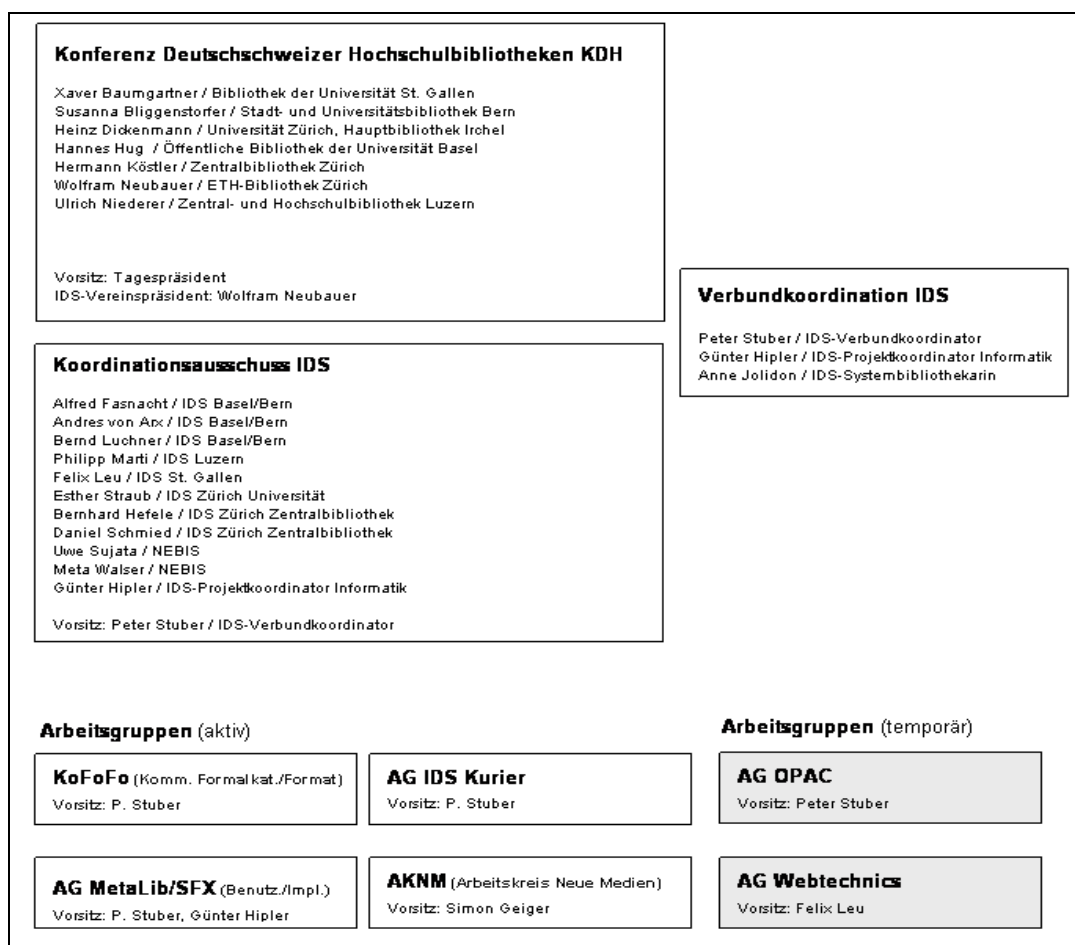 Konferenz Deutschschweizer Hochschulbibliotheken KDH
Xaver Baumgartner / Bibliothek der Universität St. Gallen
Susanna Bliggenstorfer / Stadt- und Universitätsbibliothek Bern
Heinz Dickenmann / Universität Zürich, Hauptbibliothek Irchel
Hannes Hug / Öffentliche Bibliothek der Universität Basel
Hermann Köstler / Zentralbibliothek Zürich
Wolfram Neubauer / ETH-Bibliothek Zürich
Ulrich Niederer / Zentral- und Hochschulbibliothek Luzern
Vorsitz: Tagespräsident
IDS-Vereinspräsident: Wolfram Neubauer
Verbundkoordination IDS
Peter Stuber / IDS-Verbundkoordinator
Günter Hipler / IDS-Projektkoordinator Informatik
Anne Jolidon / IDS-Systembibliothekarin
Koordinationsausschuss IDS
Alfred Fasnacht / IDS Basel/Bern
Andres von Arx / IDS Basel/Bern
Bernd Luchner / IDS Basel/Bern
Philipp Marti / IDS Luzern
Felix Leu / IDS St. Gallen
Esther Straub / IDS Zürich Universität
Bernhard Hefele / IDS Zürich Zentralbibliothek
Daniel Schmied / IDS Zürich Zentralbibliothek
Uwe Sujata / NEBIS
Meta Walser / NEBIS
Günter Hipler / IDS-Projektkoordinator Informatik
Vorsitz: Peter Stuber / IDS-Verbundkoordinator
Arbeitsgruppen (aktiv)
KoFoFo (Komm. Formalkat./Format)
Vorsitz: P. Stuber
AG IDS Kurier
Vorsitz: P. Stuber
AG MetaLib/SFX (Benutz./Impl.)
Vorsitz: P. Stuber, Günter Hipler
AKNM (Arbeitskreis Neue Medien)
Vorsitz: Simon Geiger
Arbeitsgruppen (temporär)
AG OPAC
Vorsitz: Peter Stuber
AG Webtechnics
Vorsitz: Felix Leu